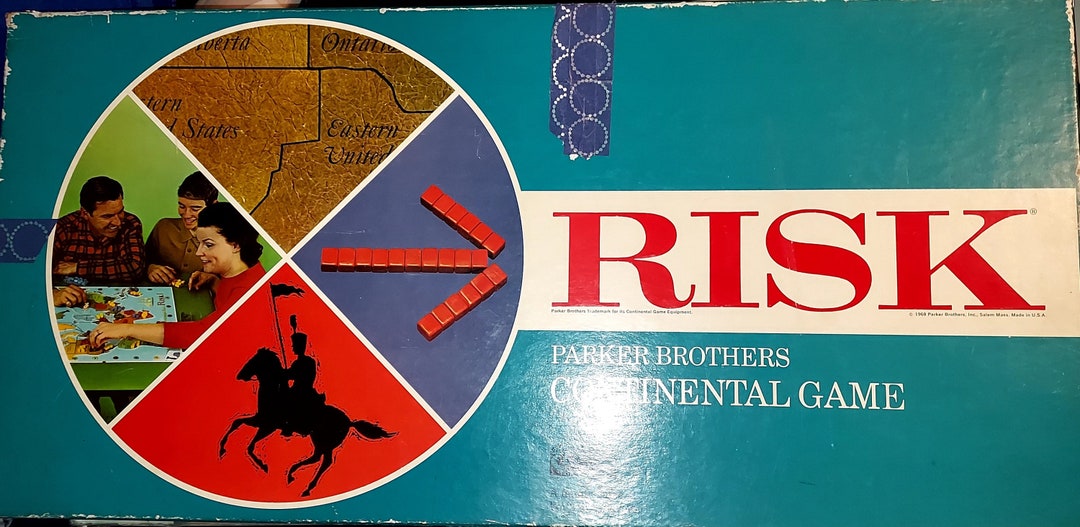 Ontari
Eastern
United
States
RISK®
Parker Brothers Trademark for its Continental Game Equipment.
© 1968 Parker Brothers, Inc., Salem Mass. Made in U.S.A.
PARKER BROTHERS
CONTINENTAL GAME